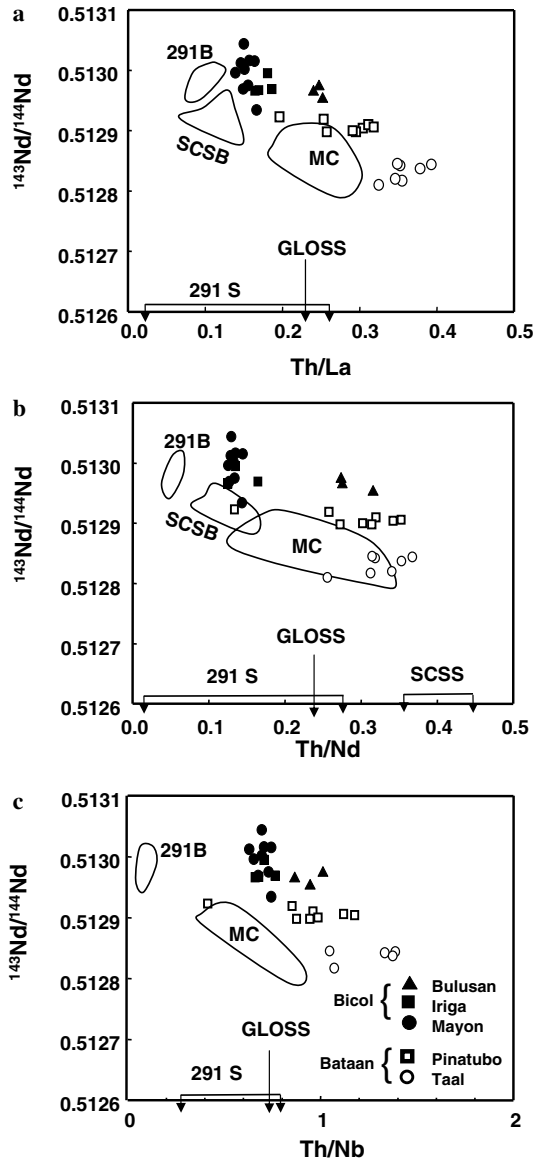 a
0.5131
0.5130
0.5129
0.5128
0.5127
0.5126
¹⁴³Nd/¹⁴⁴Nd
291B
SCSB
MC
GLOSS
291 S
0.0 0.1 0.2 0.3 0.4 0.5
Th/La
b
0.5131
0.5130
0.5129
0.5128
0.5127
0.5126
¹⁴³Nd/¹⁴⁴Nd
291B
SCSB
MC
GLOSS
291 S
SCSS
0.0 0.1 0.2 0.3 0.4 0.5
Th/Nd
c
0.5131
0.5130
0.5129
0.5128
0.5127
0.5126
¹⁴³Nd/¹⁴⁴Nd
291B
MC
GLOSS
291 S
Bicol {
Bulusan
Iriga
Mayon
Bataan {
Pinatubo
Taal
0 1 2
Th/Nb